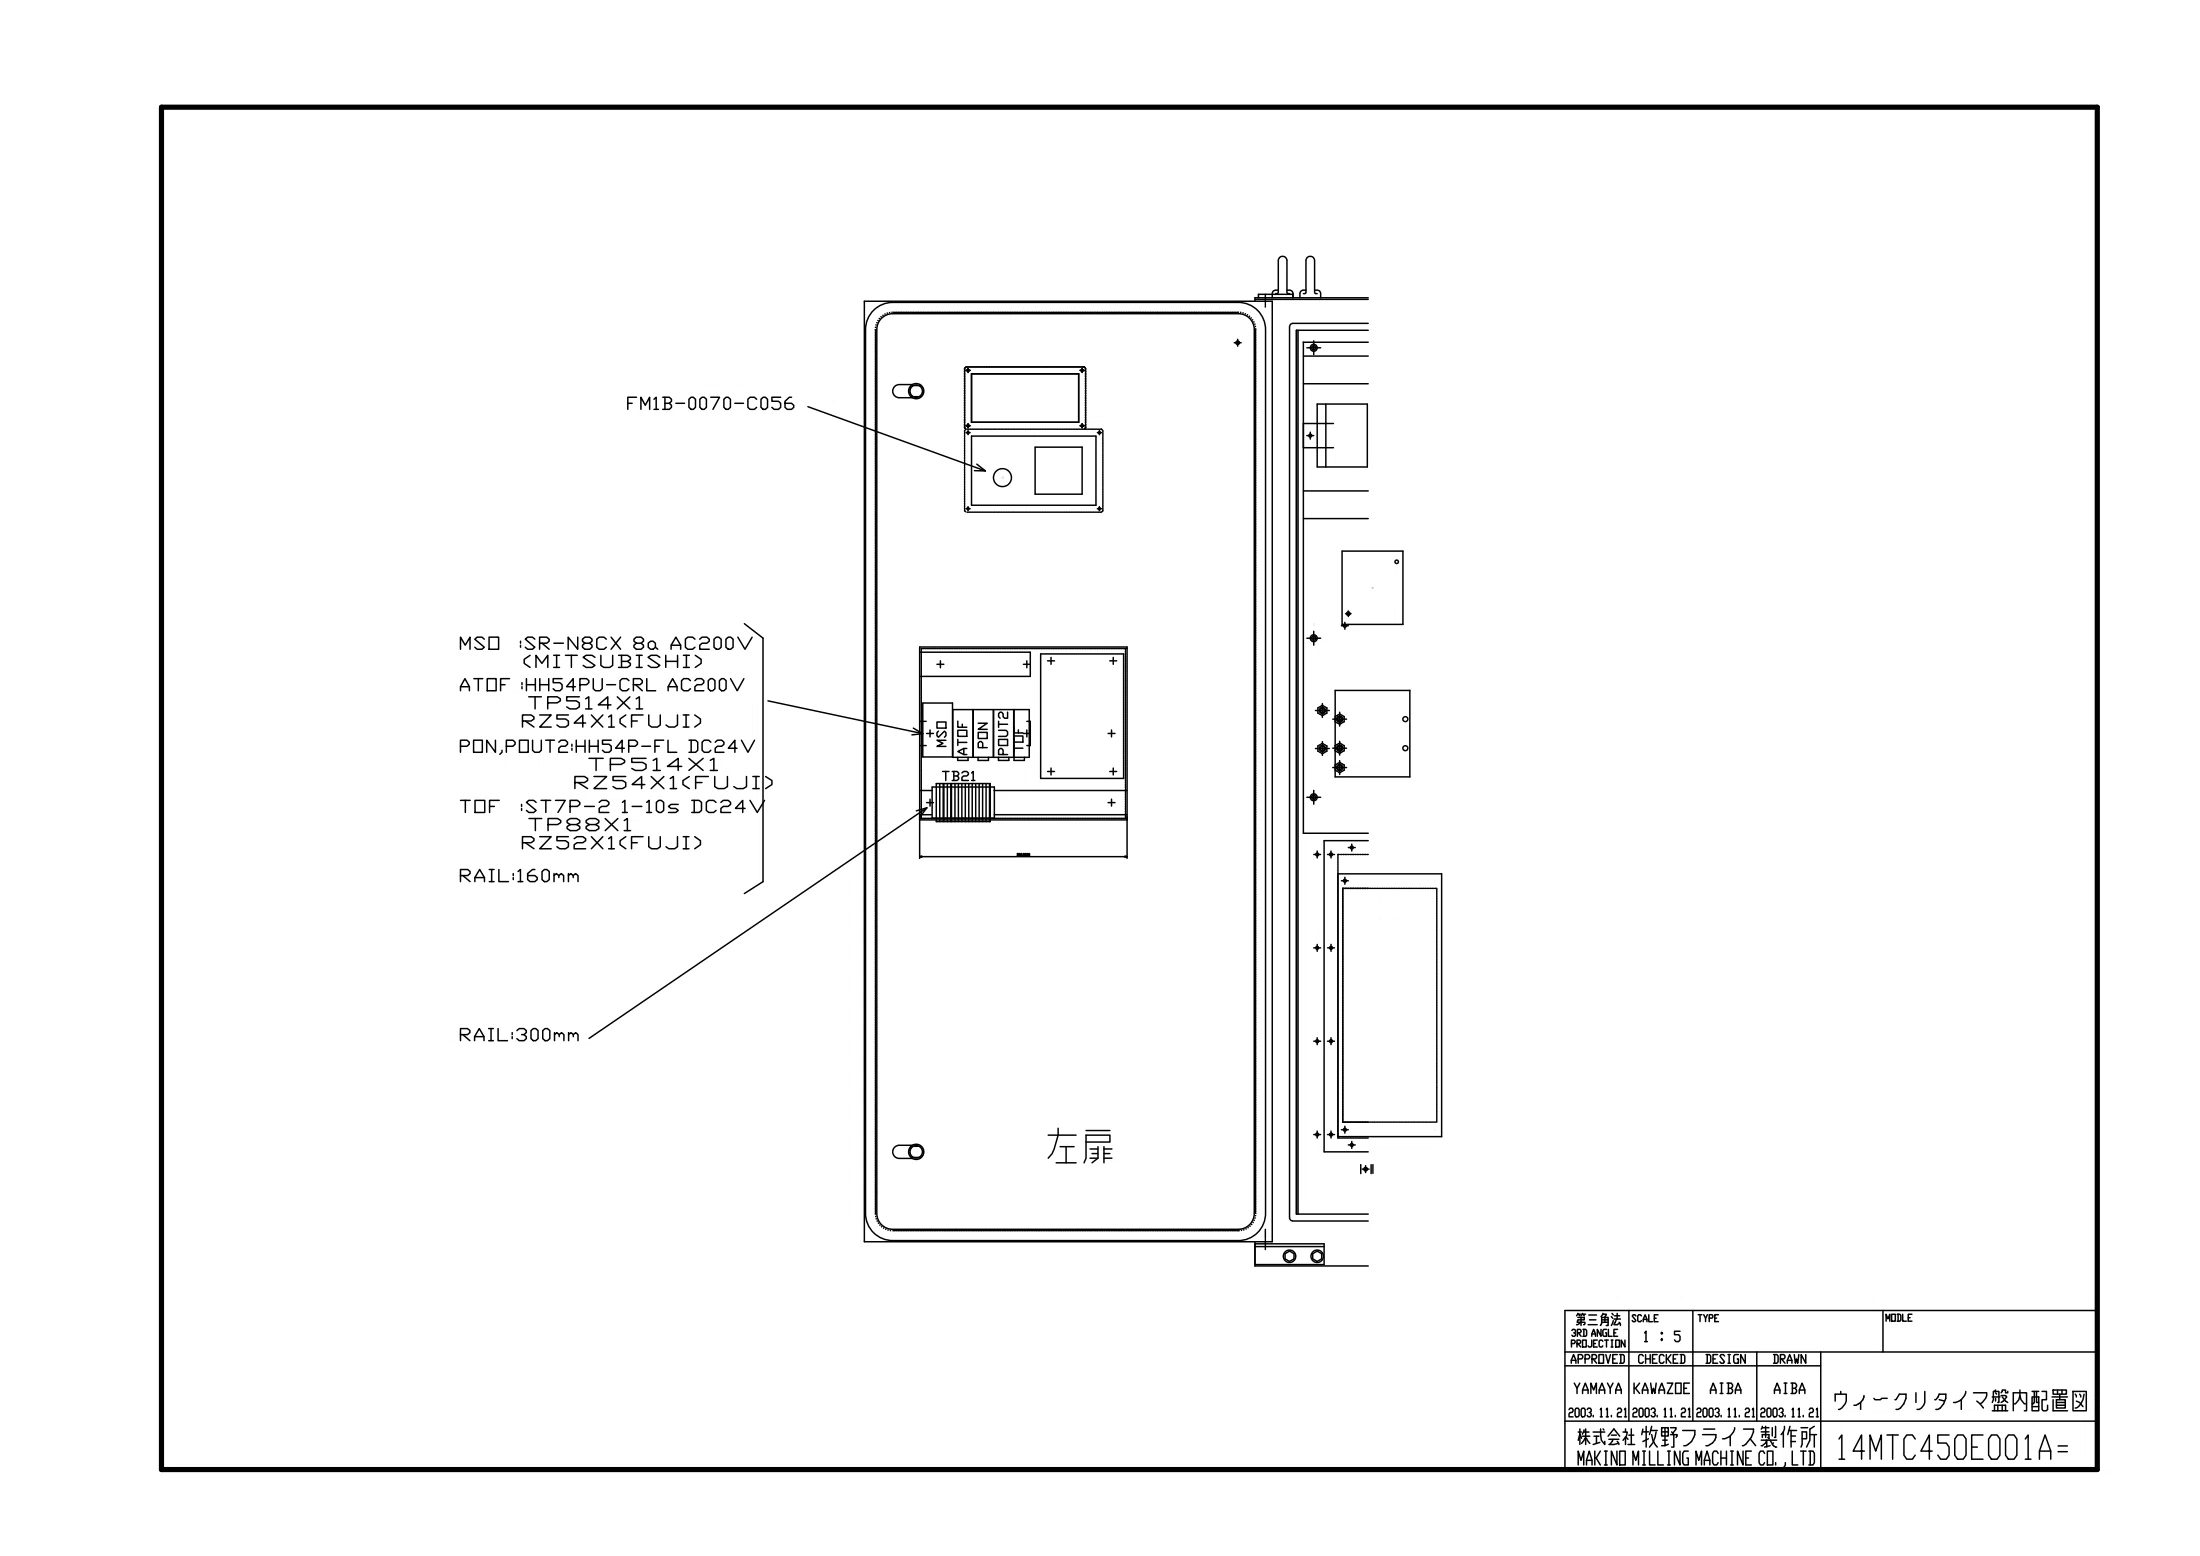 FM1B-0070-C056
MSO :SR-N8CX 8a AC200V
(MITSUBISHI)
ATOF :HH54PU-CRL AC200V
TP514X1
RZ54X1(FUJI)
PON,POUT2:HH54P-FL DC24V
TP514X1
RZ54X1(FUJI)
TOF :ST7P-2 1-10s DC24V
TP88X1
RZ52X1(FUJI)
RAIL:160mm
RAIL:300mm
MSO
ATOF
PON
POUT2
TOF
TB21
左扉
第三角法
3RD ANGLE
PROJECTION
SCALE
1 : 5
TYPE
MODLE
APPROVED CHECKED DESIGN DRAWN
YAMAYA KAWAZOE AIBA AIBA
2003.11.21 2003.11.21 2003.11.21 2003.11.21
ウィークリタイマ盤内配置図
株式会社 牧野フライス製作所
MAKINO MILLING MACHINE CO.,LTD
14MTC450E001A=